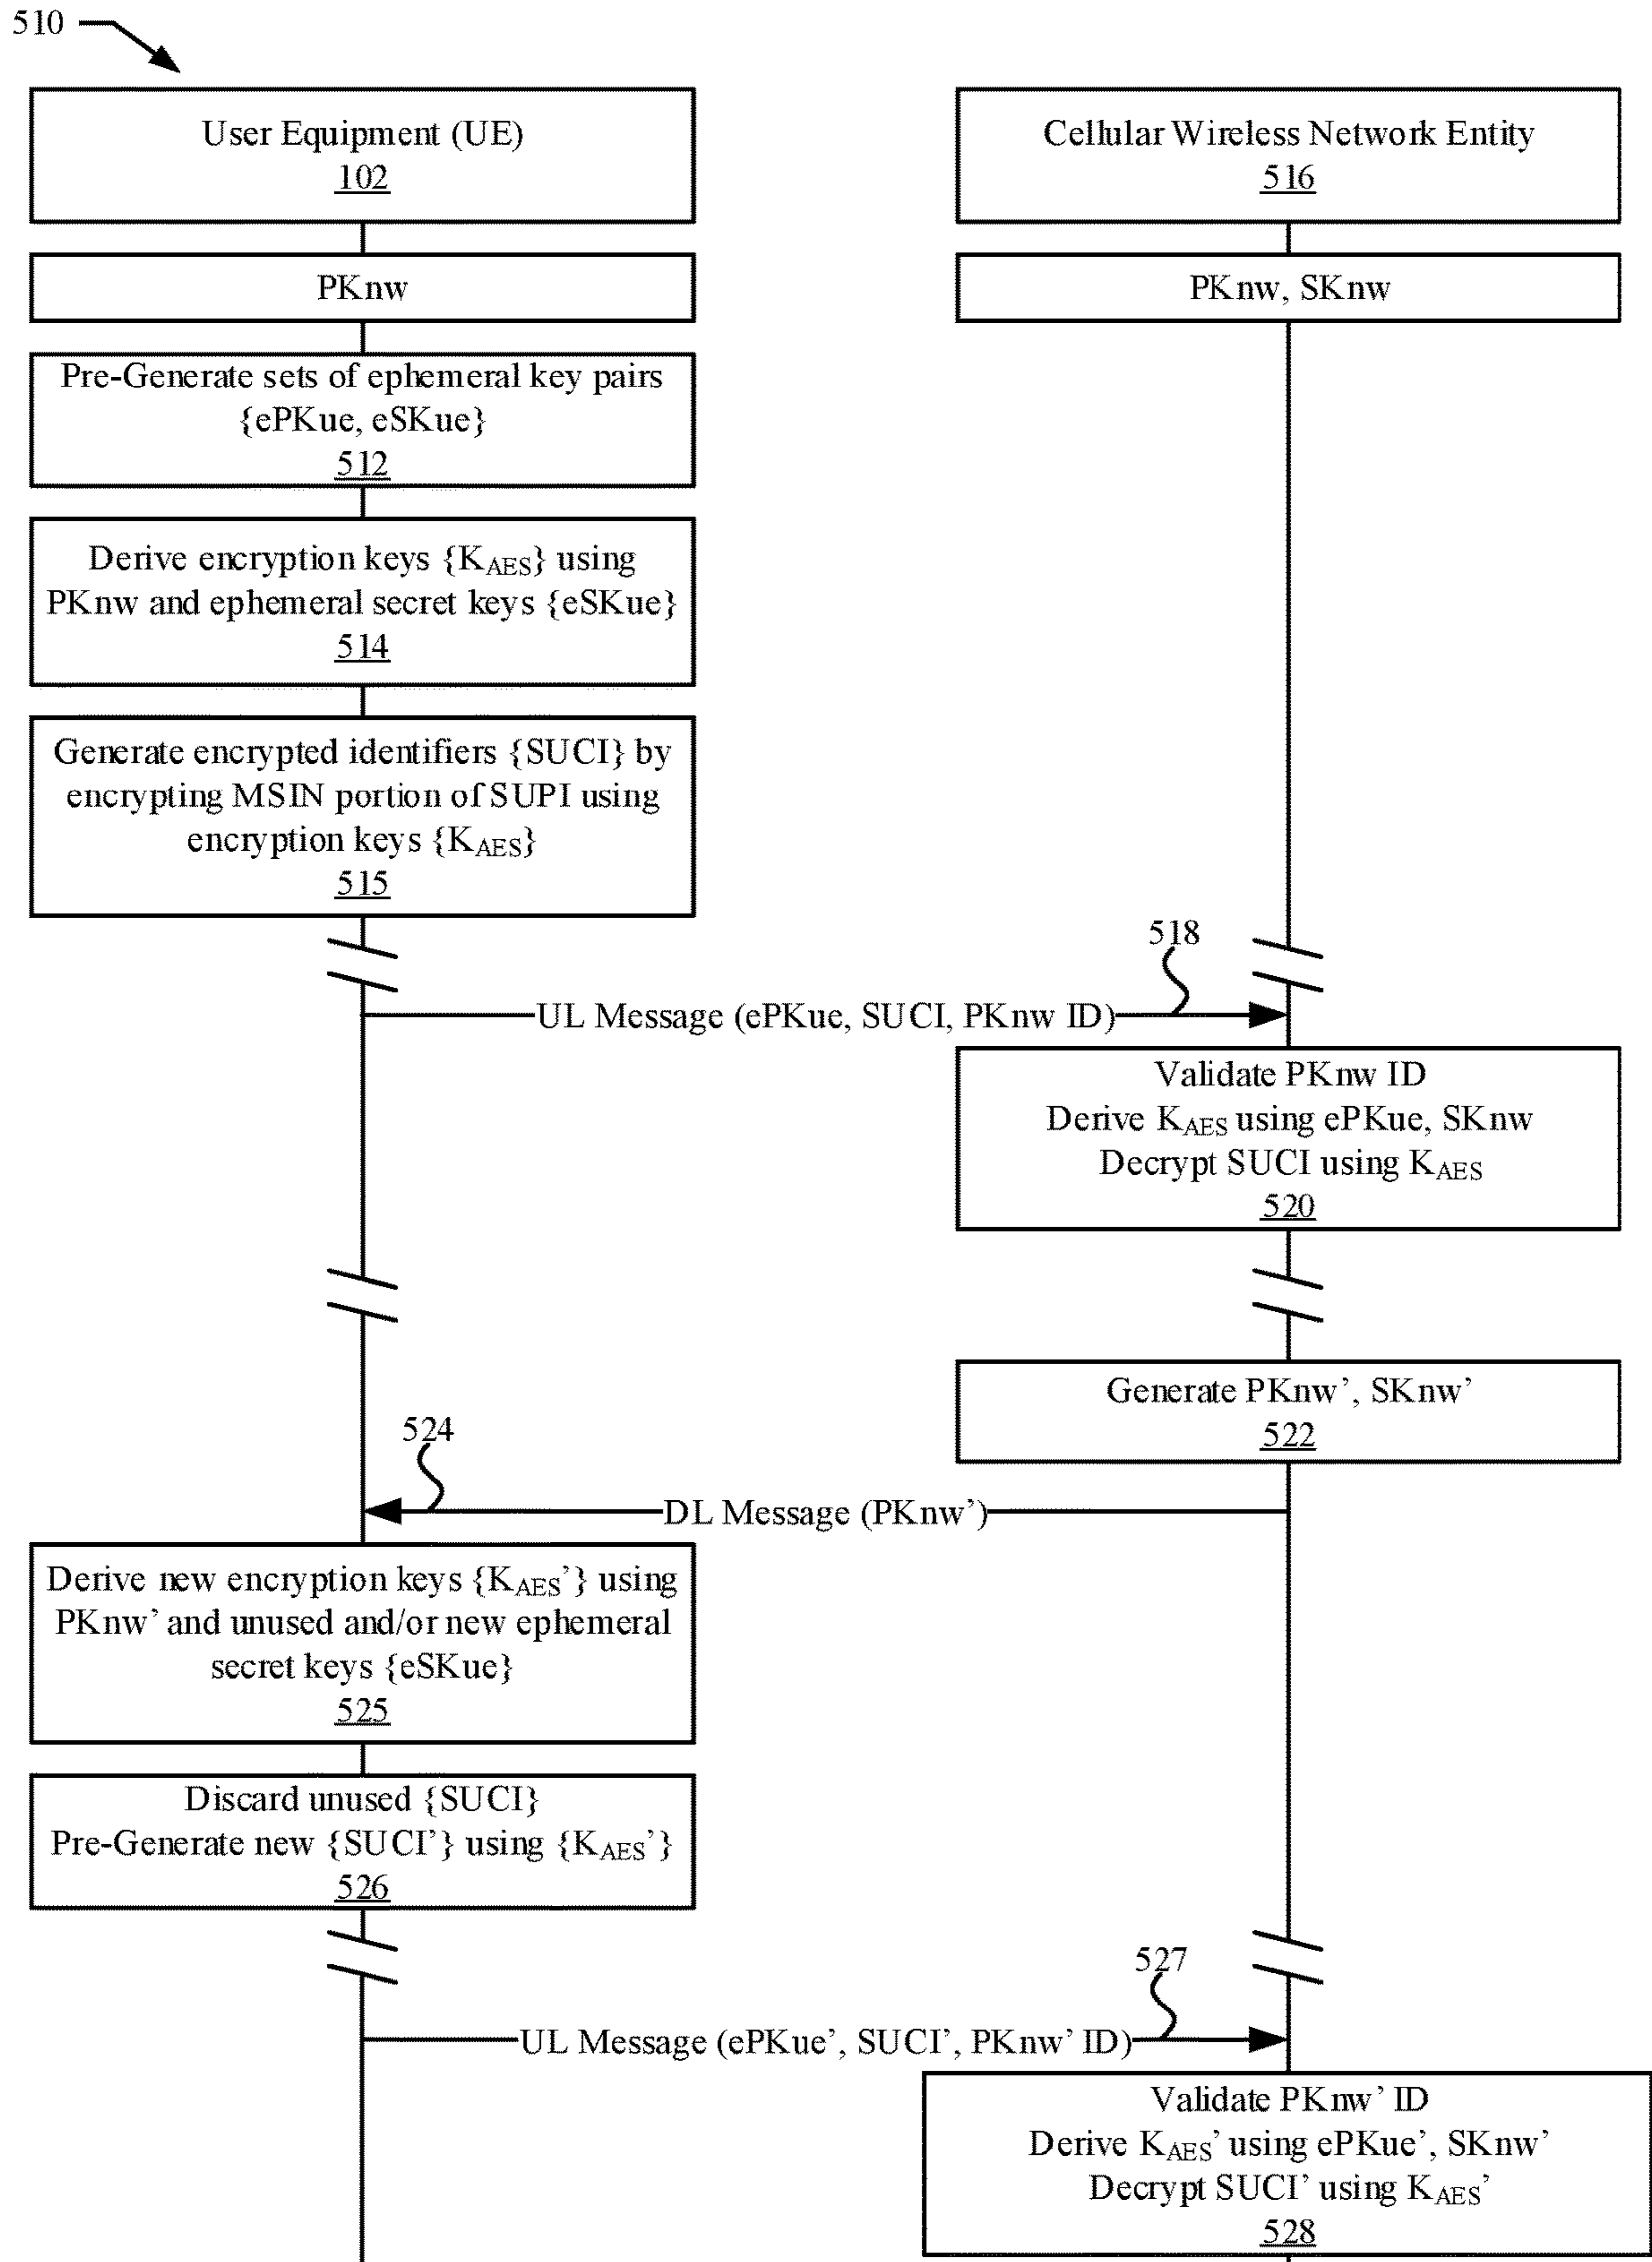 510
User Equipment (UE)
102
Cellular Wireless Network Entity
516
PKnw
PKnw, SKnw
Pre-Generate sets of ephemeral key pairs
{ePKue, eSKue}
512
Derive encryption keys {KAES} using
PKnw and ephemeral secret keys {eSKue}
514
Generate encrypted identifiers {SUCI} by
encrypting MSIN portion of SUPI using
encryption keys {KAES}
515
518
UL Message (ePKue, SUCI, PKnw ID)
Validate PKnw ID
Derive KAES using ePKue, SKnw
Decrypt SUCI using KAES
520
Generate PKnw’, SKnw’
522
524
DL Message (PKnw’)
Derive new encryption keys {KAES’} using
PKnw’ and unused and/or new ephemeral
secret keys {eSKue}
525
Discard unused {SUCI}
Pre-Generate new {SUCI’} using {KAES’}
526
527
UL Message (ePKue’, SUCI’, PKnw’ ID)
Validate PKnw’ ID
Derive KAES’ using ePKue’, SKnw’
Decrypt SUCI’ using KAES’
528